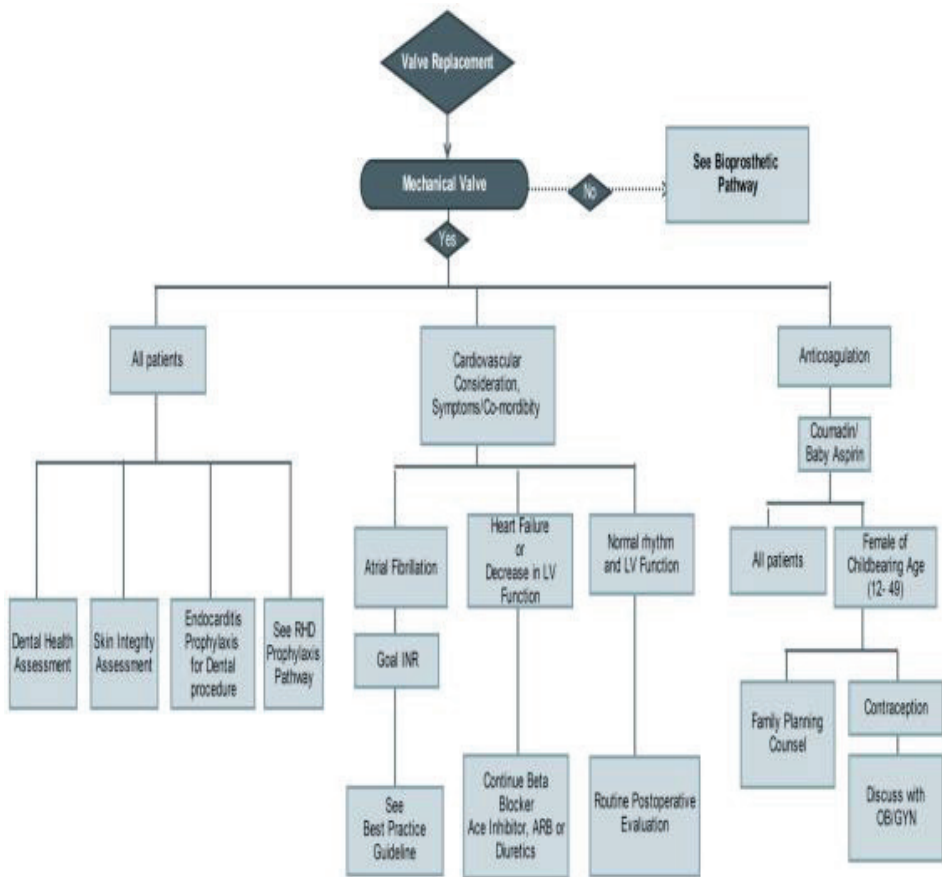 Valve Replacement
Mechanical Valve
No
See Bioprosthetic
Pathway
Yes
All patients
Cardiovascular
Consideration,
Symptoms/Co-mordibity
Anticoagulation
Coumadin/
Baby Aspirin
Atrial Fibrillation
Heart Failure
or
Decrease in LV
Function
Normal rhythm
and LV Function
All patients
Female of
Childbearing Age
(12- 49)
Dental Health
Assessment
Skin Integrity
Assessment
Endocarditis
Prophylaxis
for Dental
procedure
See RHD
Prophylaxis
Pathway
Goal INR
Family Planning
Counsel
Contraception
See
Best Practice
Guideline
Continue Beta
Blocker
Ace Inhibitor, ARB or
Diuretics
Routine Postoperative
Evaluation
Discuss with
OB/GYN